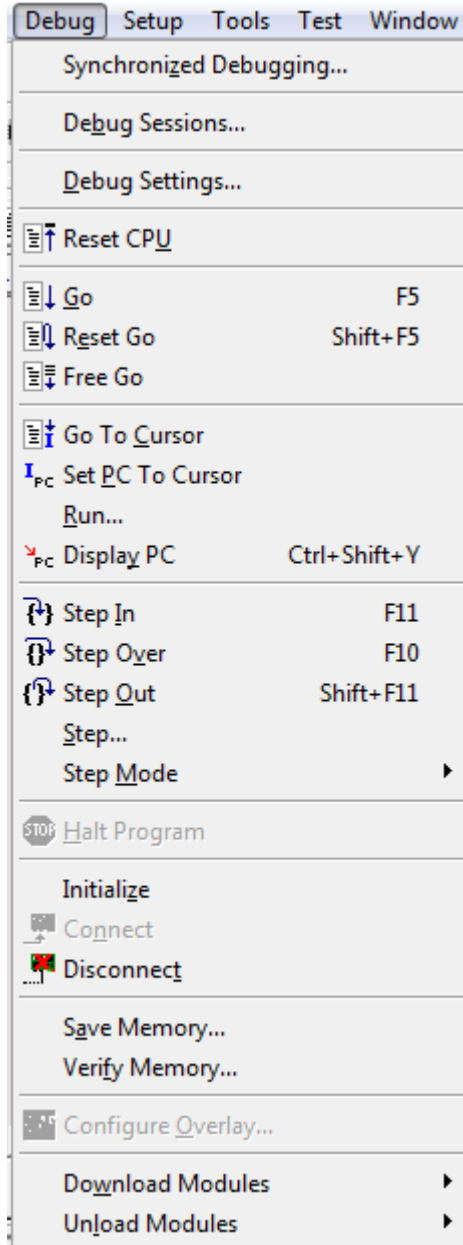 Debug Setup Tools Test Window
Synchronized Debugging...
Debug Sessions...
Debug Settings...
Reset CPU
Go F5
Reset Go Shift+F5
Free Go
Go To Cursor
I PC Set PC To Cursor
Run...
PC Display PC Ctrl+Shift+Y
{} Step In F11
{} Step Over F10
{} Step Out Shift+F11
Step...
Step Mode
STOP Halt Program
Initialize
Connect
Disconnect
Save Memory...
Verify Memory...
Configure Overlay...
Download Modules
Unload Modules